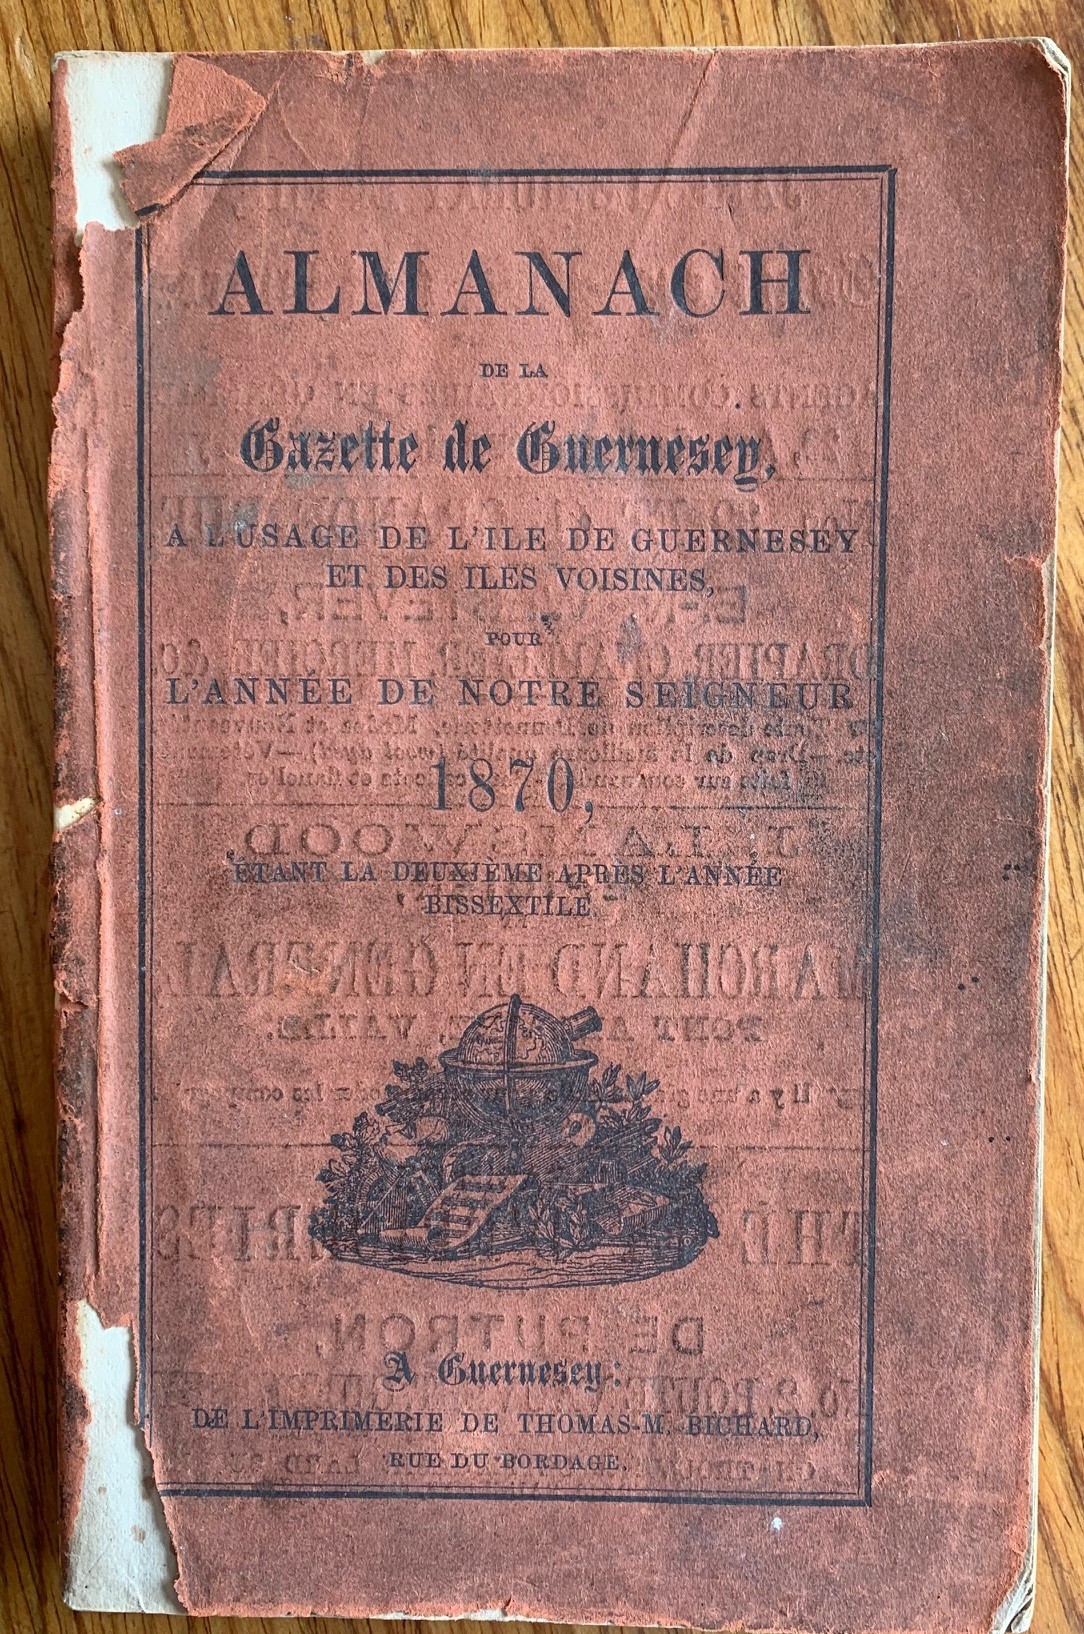 ALMANACH
DE LA
Gazette de Guernesey,
A L'USAGE DE L'ILE DE GUERNESEY
ET DES ILES VOISINES,
POUR
L'ANNÉE DE NOTRE SEIGNEUR
1870,
ÉTANT LA DEUXIÈME APRÈS L'ANNÉE
BISSEXTILE.
A Guernesey:
DE L'IMPRIMERIE DE THOMAS-M. BICHARD,
RUE DU BORDAGE.